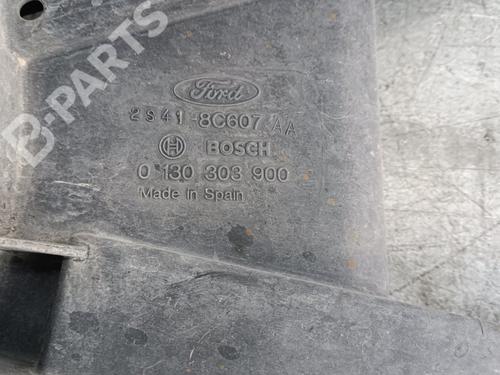 B-PARTS
Ford
2S41-8C607 AA
BOSCH
0 130 303 900
Made in Spain